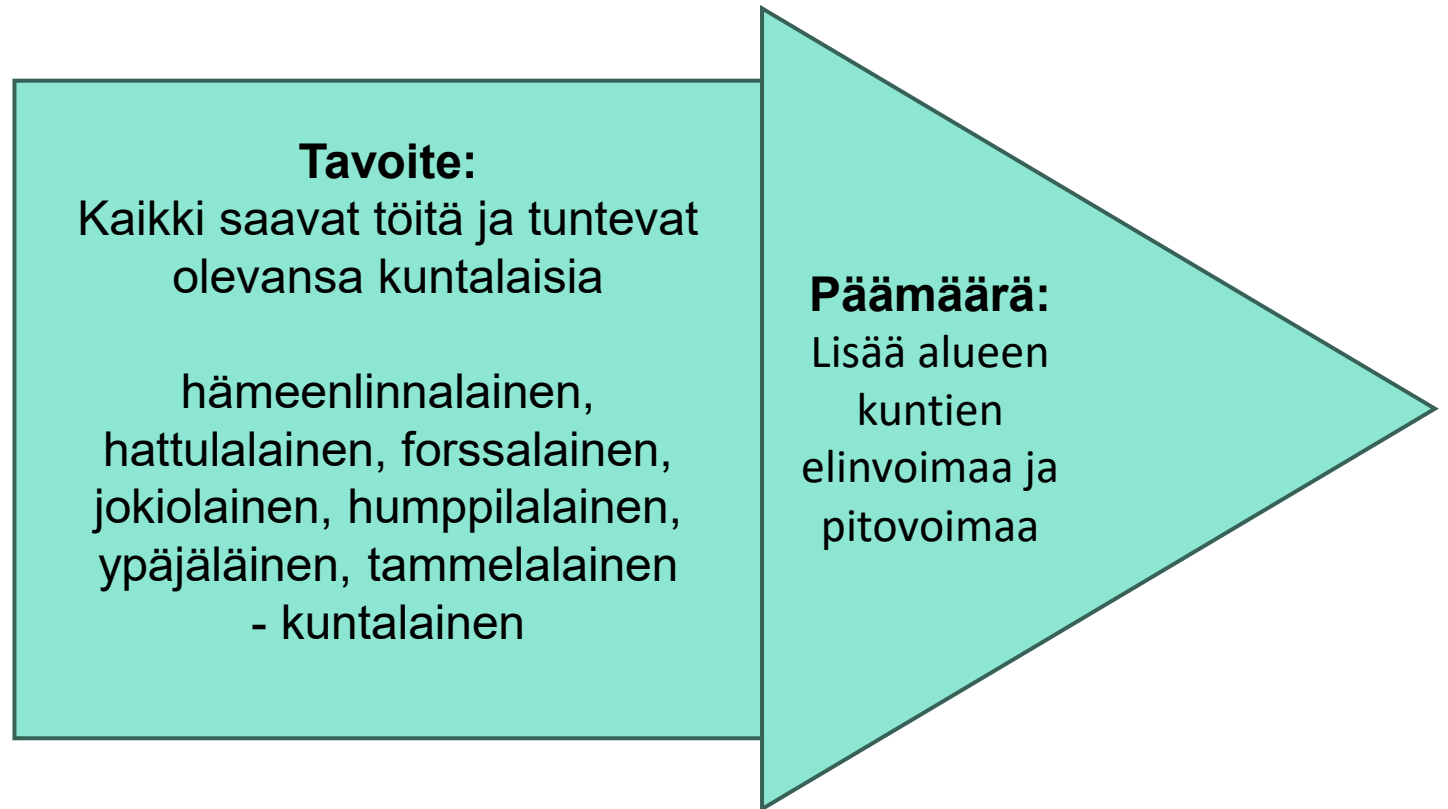 Tavoite:
Kaikki saavat töitä ja tuntevat
olevansa kuntalaisia
hämeenlinnalainen,
hattulalainen, forssalainen,
jokiolainen, humppilalainen,
ypäjäläinen, tammelalainen
- kuntalainen
Päämäärä:
Lisää alueen
kuntien
elinvoimaa ja
pitovoimaa